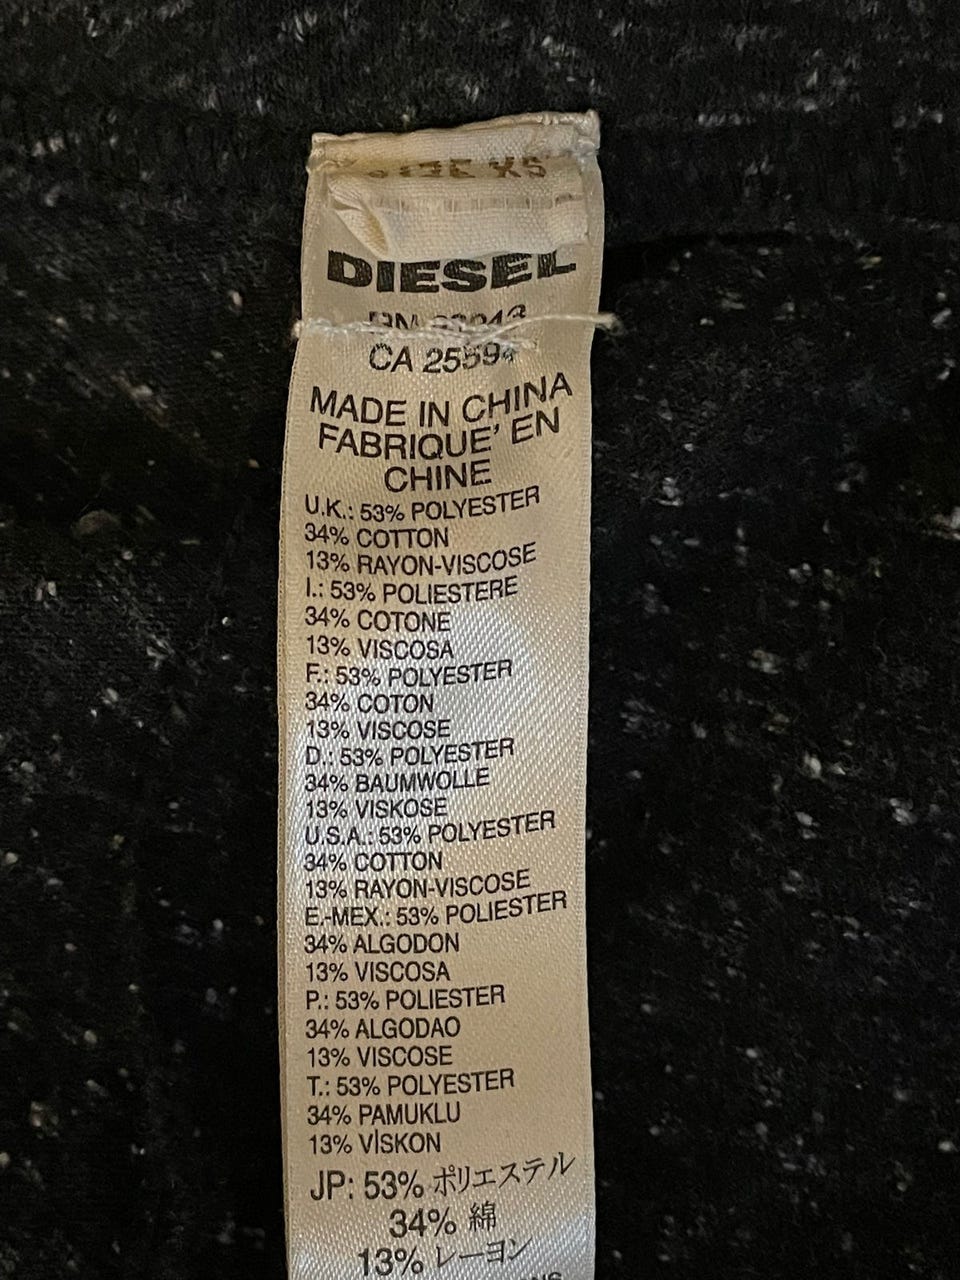 SIZE XS
DIESEL
CA 25594
MADE IN CHINA
FABRIQUE' EN
CHINE
U.K.: 53% POLYESTER
34% COTTON
13% RAYON-VISCOSE
I.: 53% POLIESTERE
34% COTONE
13% VISCOSA
F.: 53% POLYESTER
34% COTON
13% VISCOSE
D.: 53% POLYESTER
34% BAUMWOLLE
13% VISKOSE
U.S.A.: 53% POLYESTER
34% COTTON
13% RAYON-VISCOSE
E.-MEX.: 53% POLIESTER
34% ALGODON
13% VISCOSA
P.: 53% POLIESTER
34% ALGODAO
13% VISCOSE
T.: 53% POLYESTER
34% PAMUKLU
13% VİSKON
JP: 53% ポリエステル
34% 綿
13% レーヨン